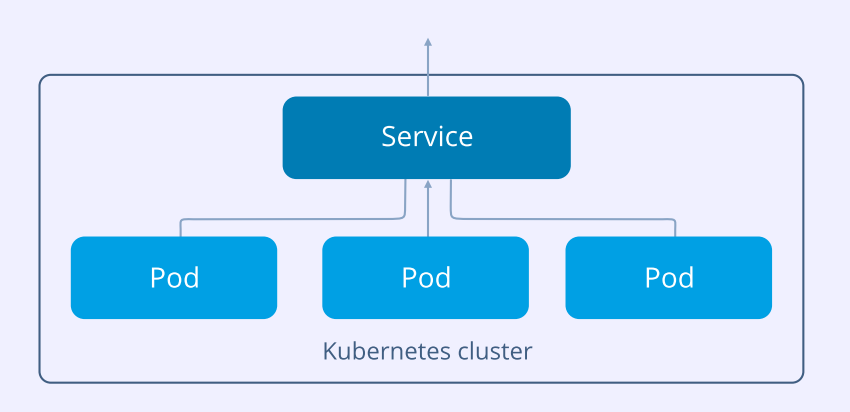 Service
Pod
Pod
Pod
Kubernetes cluster